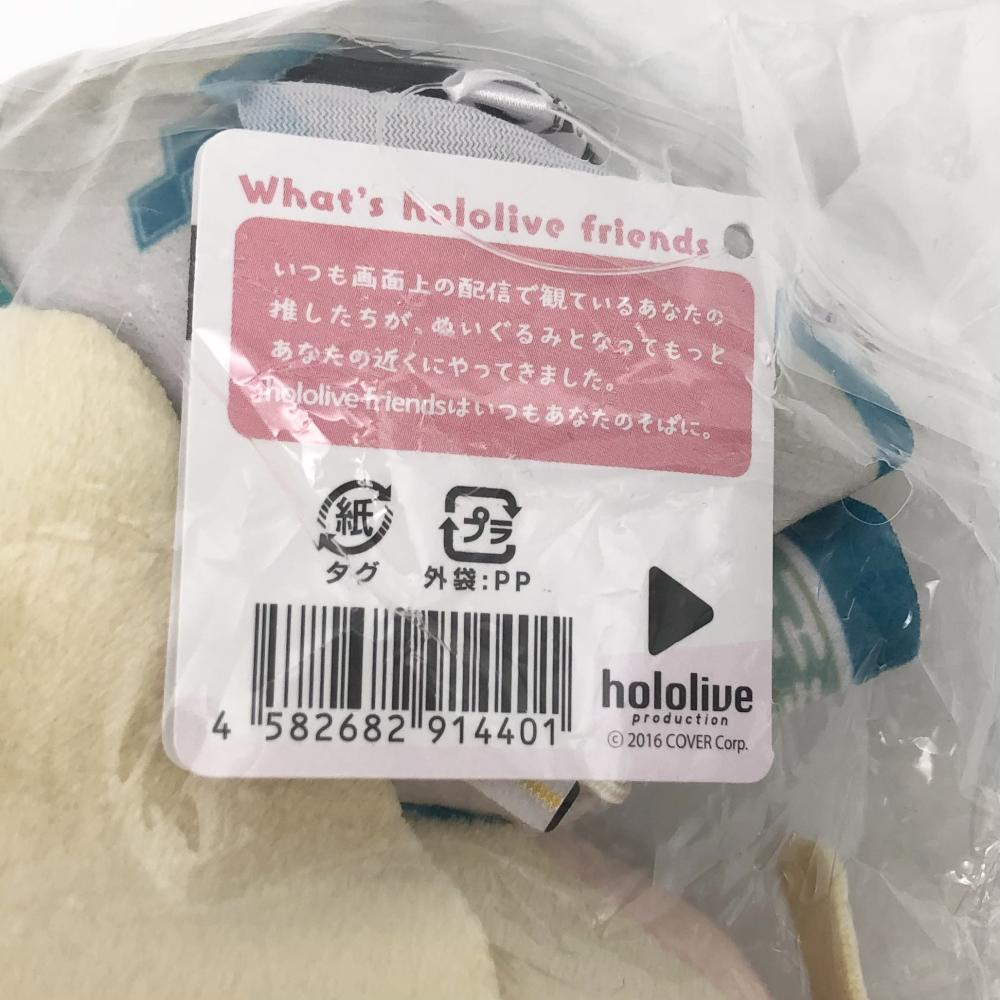 What's hololive friends
いつも画面上の配信で観ているあなたの
推したちが、ぬいぐるみとなってもっと
あなたの近くにやってきました。
hololive friendsはいつもあなたのそばに。
紙
タグ
プラ
外袋:PP
4 582682 914401
hololive
production
© 2016 COVER Corp.